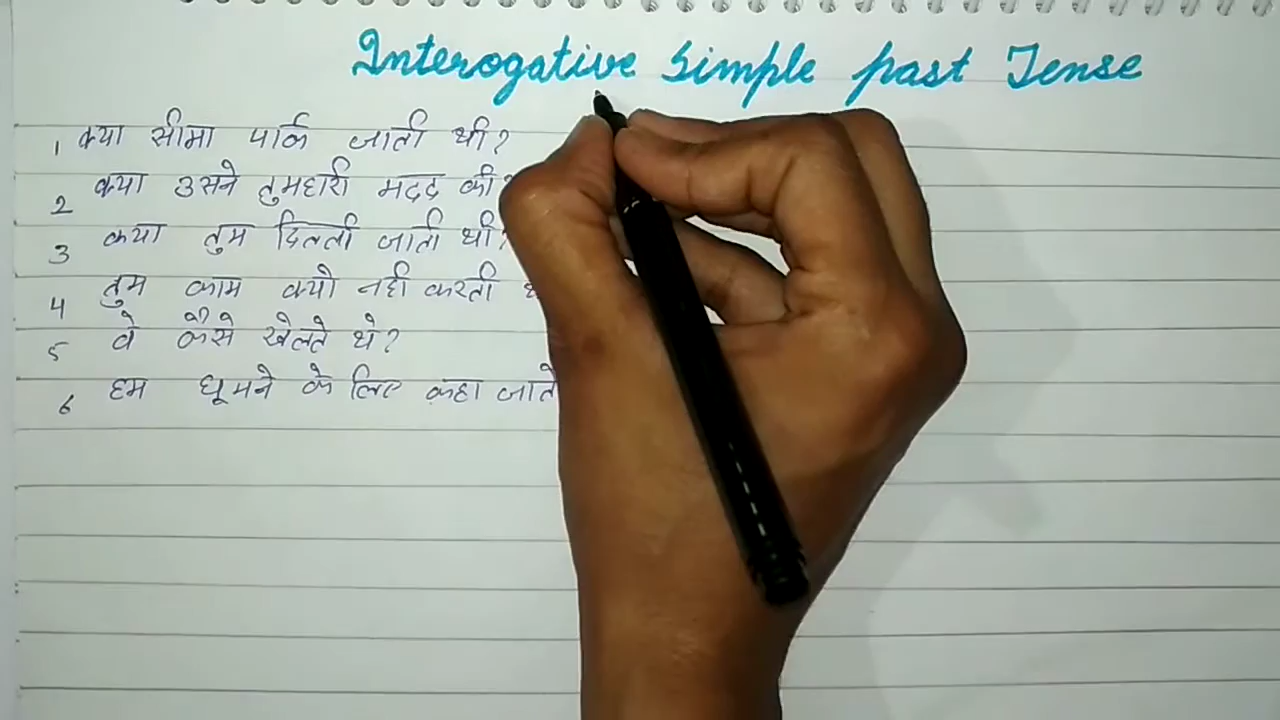 Interogative Simple past Tense
1 क्या सीमा पार्क जाती थी?
2 क्या उसने तुमहारी मदद की?
3 क्या तुम दिल्ली जाती थी?
4 तुम काम क्यो नही करती
5 वे कैसे खेलते थे?
6 हम घूमने के लिए कहा जाते